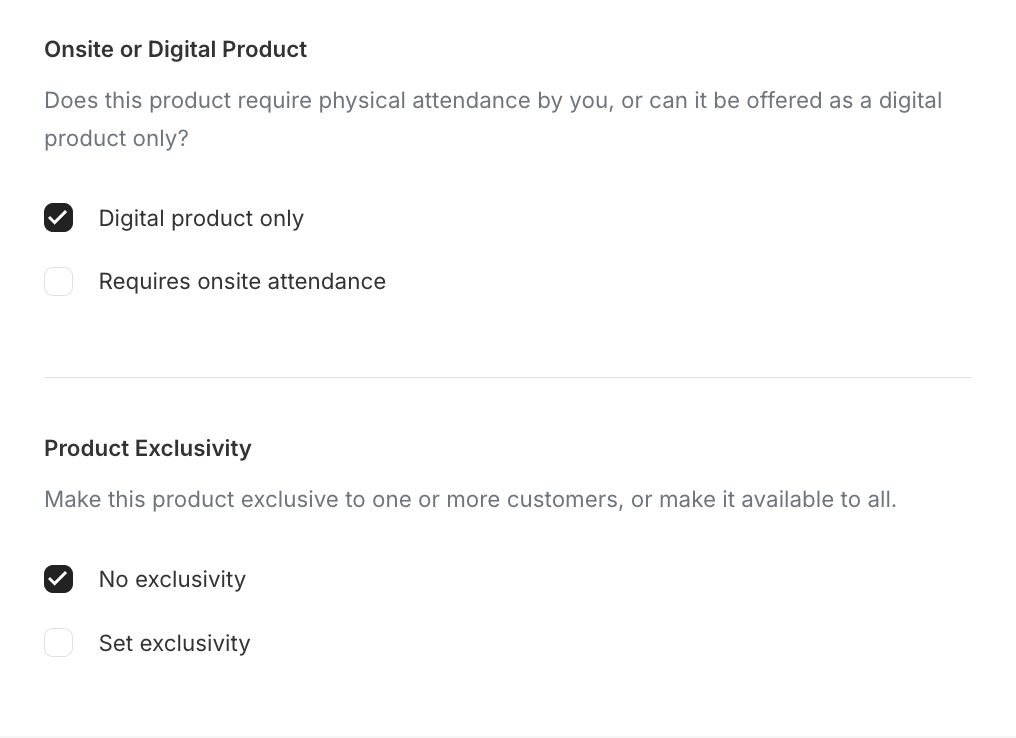 Onsite or Digital Product
Does this product require physical attendance by you, or can it be offered as a digital
product only?
Digital product only
Requires onsite attendance
Product Exclusivity
Make this product exclusive to one or more customers, or make it available to all.
No exclusivity
Set exclusivity